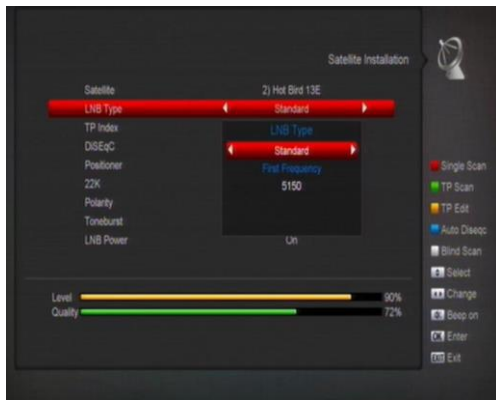 Satellite Installation
Satellite 2) Hot Bird 13E
LNB Type Standard
TP Index
LNB Type
DiSEqC
Standard
Positioner
First Frequency
22K
5150
Polarity
Toneburst
LNB Power On
Level 90%
Quality 72%
Single Scan
TP Scan
TP Edit
Auto Diseqc
Blind Scan
Select
Change
Beep on
OK Enter
EXIT Exit